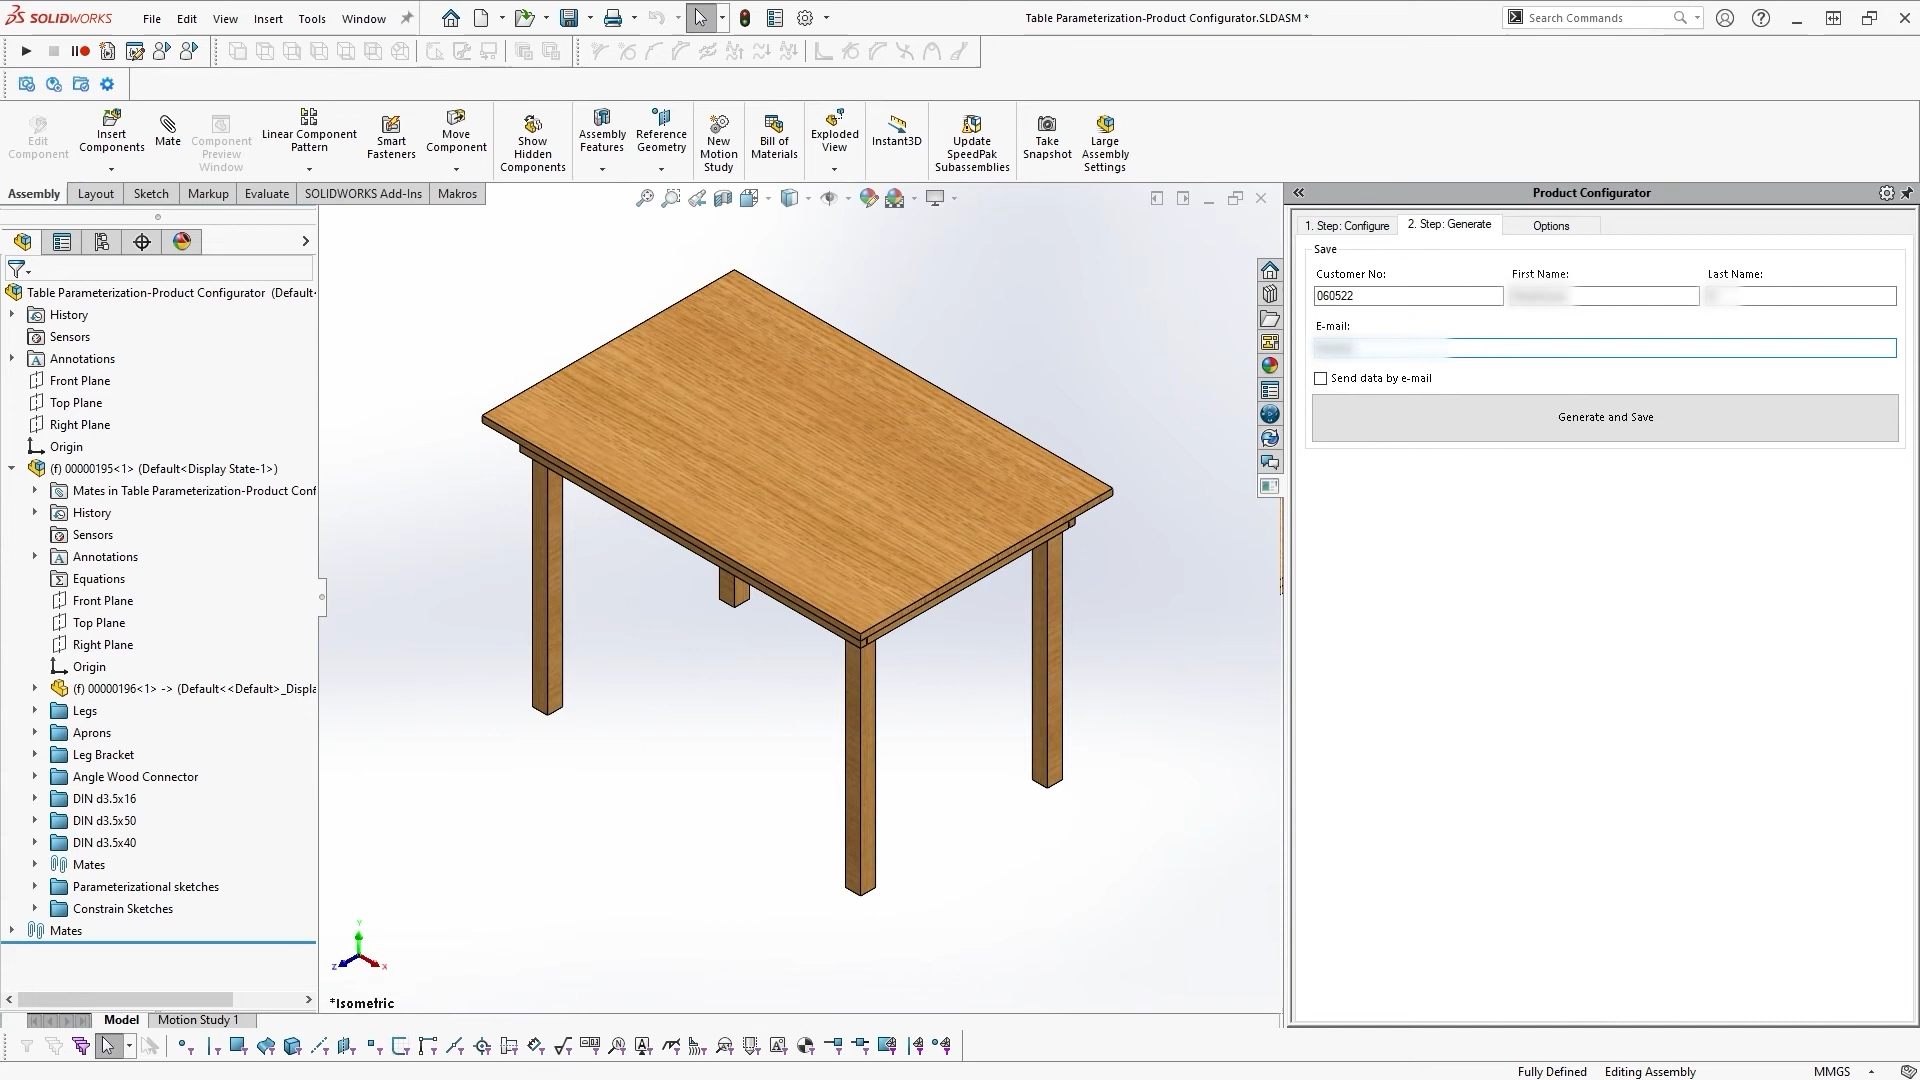 SOLIDWORKS
File Edit Insert Tools Window
Table Parameterization-Product Configurator.SLDASM *
Search Commands
Edit Component
Insert Components
Mate
Component Preview Window
Linear Component Pattern
Smart Fasteners
Move Component
Show Hidden Components
Assembly Features
Reference Geometry
New Motion Study
Bill of Materials
Exploded View
Instant3D
Update SpeedPak Subassemblies
Take Snapshot
Large Assembly Settings
Assembly Layout Sketch Markup Evaluate SOLIDWORKS Add-Ins Makros
Table Parameterization-Product Configurator (Default
History
Sensors
Annotations
Front Plane
Top Plane
Right Plane
Origin
(f) 00000195<1> (Default<Display State-1>)
Mates in Table Parameterization-Product Conf
History
Sensors
Annotations
Equations
Front Plane
Top Plane
Right Plane
Origin
(f) 00000196<1> -> (Default<<Default>_Displa
Legs
Aprons
Leg Bracket
Angle Wood Connector
DIN d3.5x16
DIN d3.5x50
DIN d3.5x40
Mates
Parameterizational sketches
Constrain Sketches
Mates
Y
Z
X
*Isometric
Model Motion Study 1
Product Configurator
1. Step: Configure 2. Step: Generate Options
Save
Customer No: First Name: Last Name:
060522
E-mail:
Send data by e-mail
Generate and Save
Fully Defined Editing Assembly MMGS